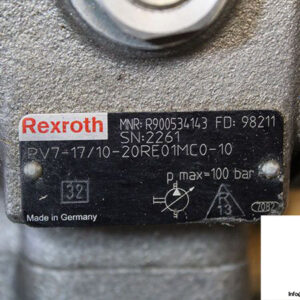 Rexroth
MNR: R900534143 FD: 98211
SN:2261
PV7-17/10-20RE01MC0-10
32
p max=100 bar
Made in Germany
7082